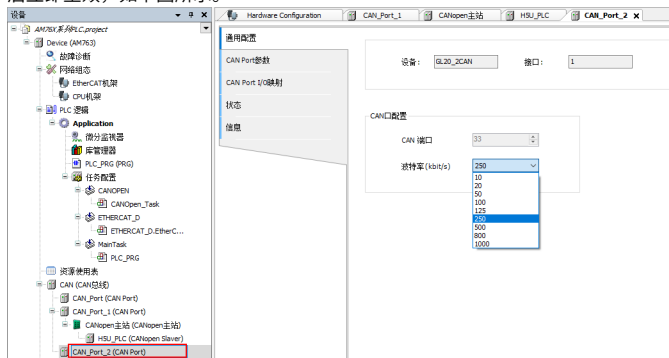 设备
AM76X系列PLC.project
Device (AM763)
故障诊断
网络组态
EtherCAT机架
CPU机架
PLC 逻辑
Application
微分监视器
库管理器
PLC_PRG (PRG)
任务配置
CANOPEN
CANOpen_Task
ETHERCAT_D
ETHERCAT_D.EtherC...
MainTask
PLC_PRG
资源使用表
CAN (CAN总线)
CAN_Port (CAN Port)
CAN_Port_1 (CAN Port)
CANopen主站 (CANopen主站)
HSU_PLC (CANopen Slaver)
CAN_Port_2 (CAN Port)
Hardware Configuration
CAN_Port_1
CANopen主站
HSU_PLC
CAN_Port_2
通用配置
CAN Port参数
CAN Port I/O映射
状态
信息
设备: GL20_2CAN 接口: 1
CAN口配置
CAN 端口 33
波特率(kbit/s) 250
10
20
50
100
125
250
500
800
1000